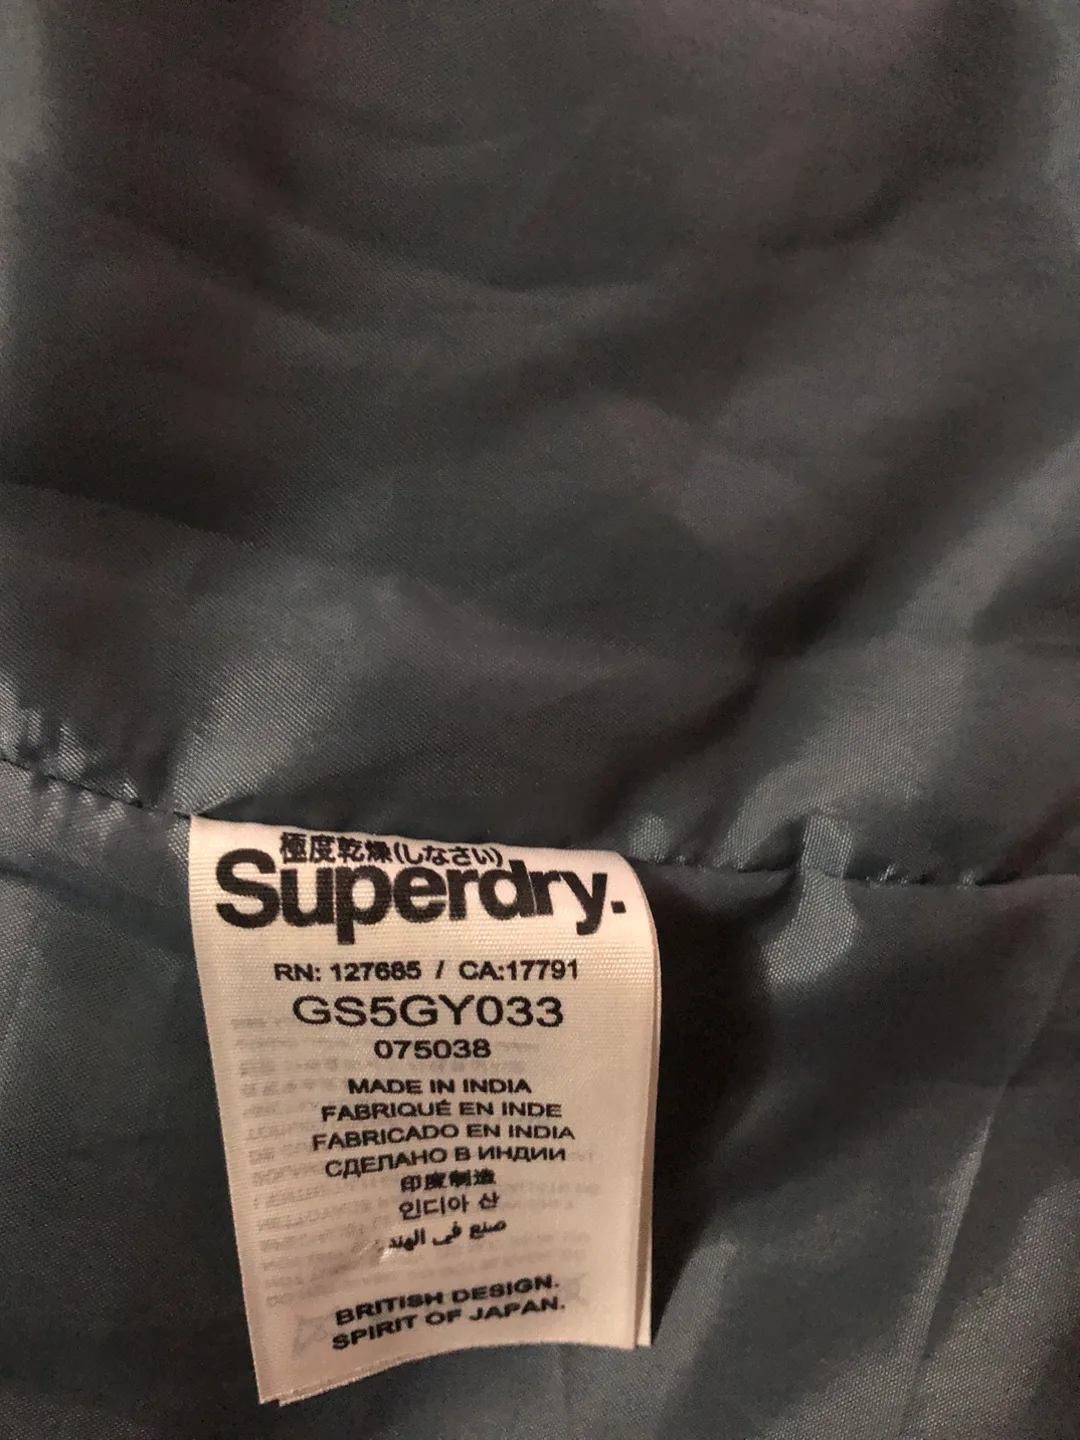 極度乾燥(しなさい)
Superdry.
RN: 127685 / CA:17791
GS5GY033
075038
MADE IN INDIA
FABRIQUÉ EN INDE
FABRICADO EN INDIA
СДЕЛАНО В ИНДИИ
印度制造
인디아 산
صنع في الهند
BRITISH DESIGN.
SPIRIT OF JAPAN.